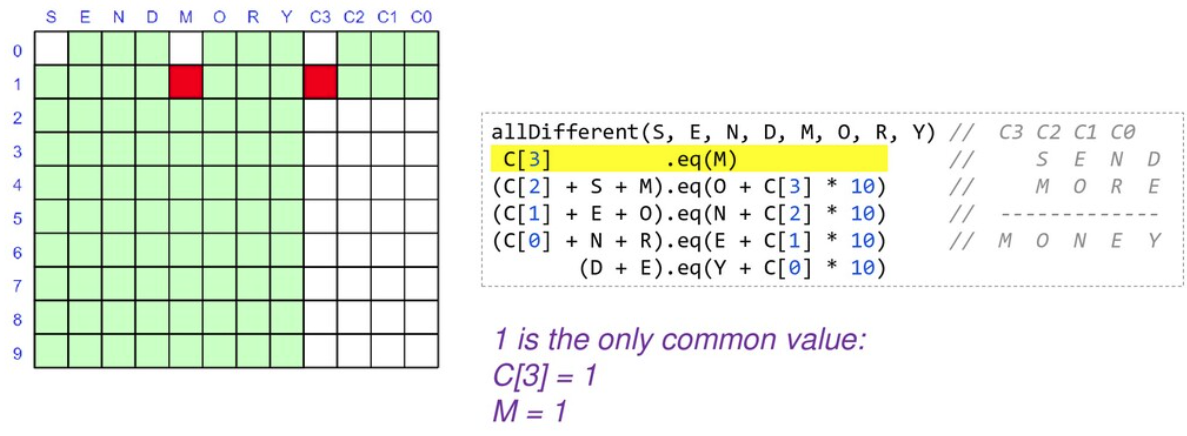 S E N D M O R Y C3 C2 C1 C0
0
1
2
3
4
5
6
7
8
9
allDifferent(S, E, N, D, M, O, R, Y) // C3 C2 C1 C0
C[3] .eq(M) // S E N D
(C[2] + S + M).eq(O + C[3] * 10) // M O R E
(C[1] + E + O).eq(N + C[2] * 10) // -------------
(C[0] + N + R).eq(E + C[1] * 10) // M O N E Y
(D + E).eq(Y + C[0] * 10)
1 is the only common value:
C[3] = 1
M = 1